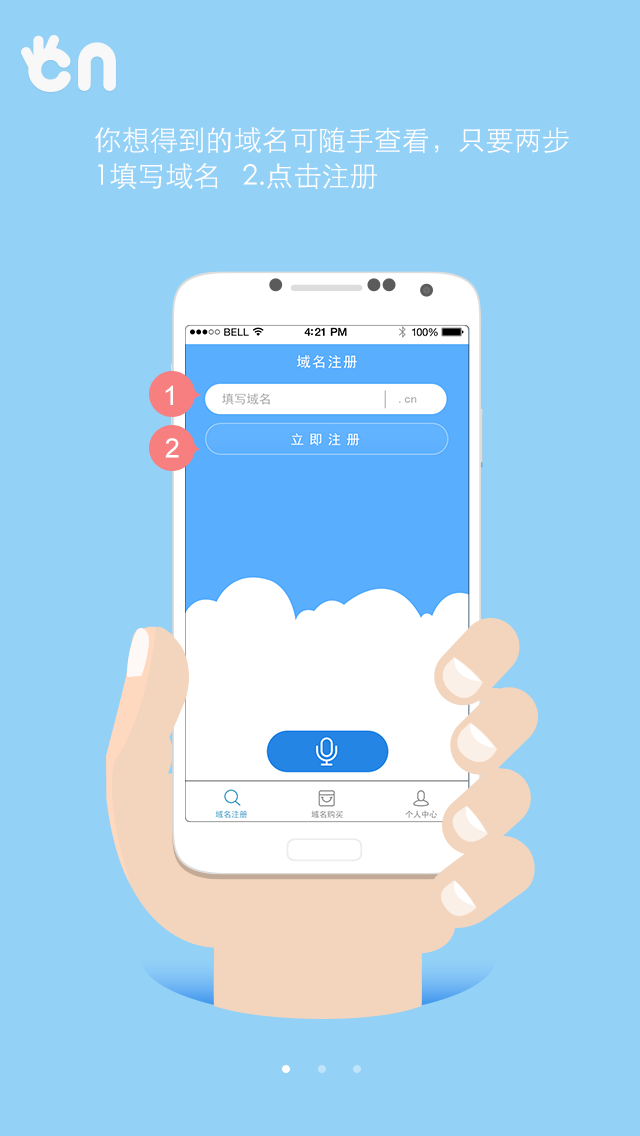 cn
你想得到的域名可随手查看，只要两步
1填写域名 2.点击注册
BELL 4:21 PM 100%
域名注册
1 填写域名 .cn
2 立即注册
域名注册 域名购买 个人中心